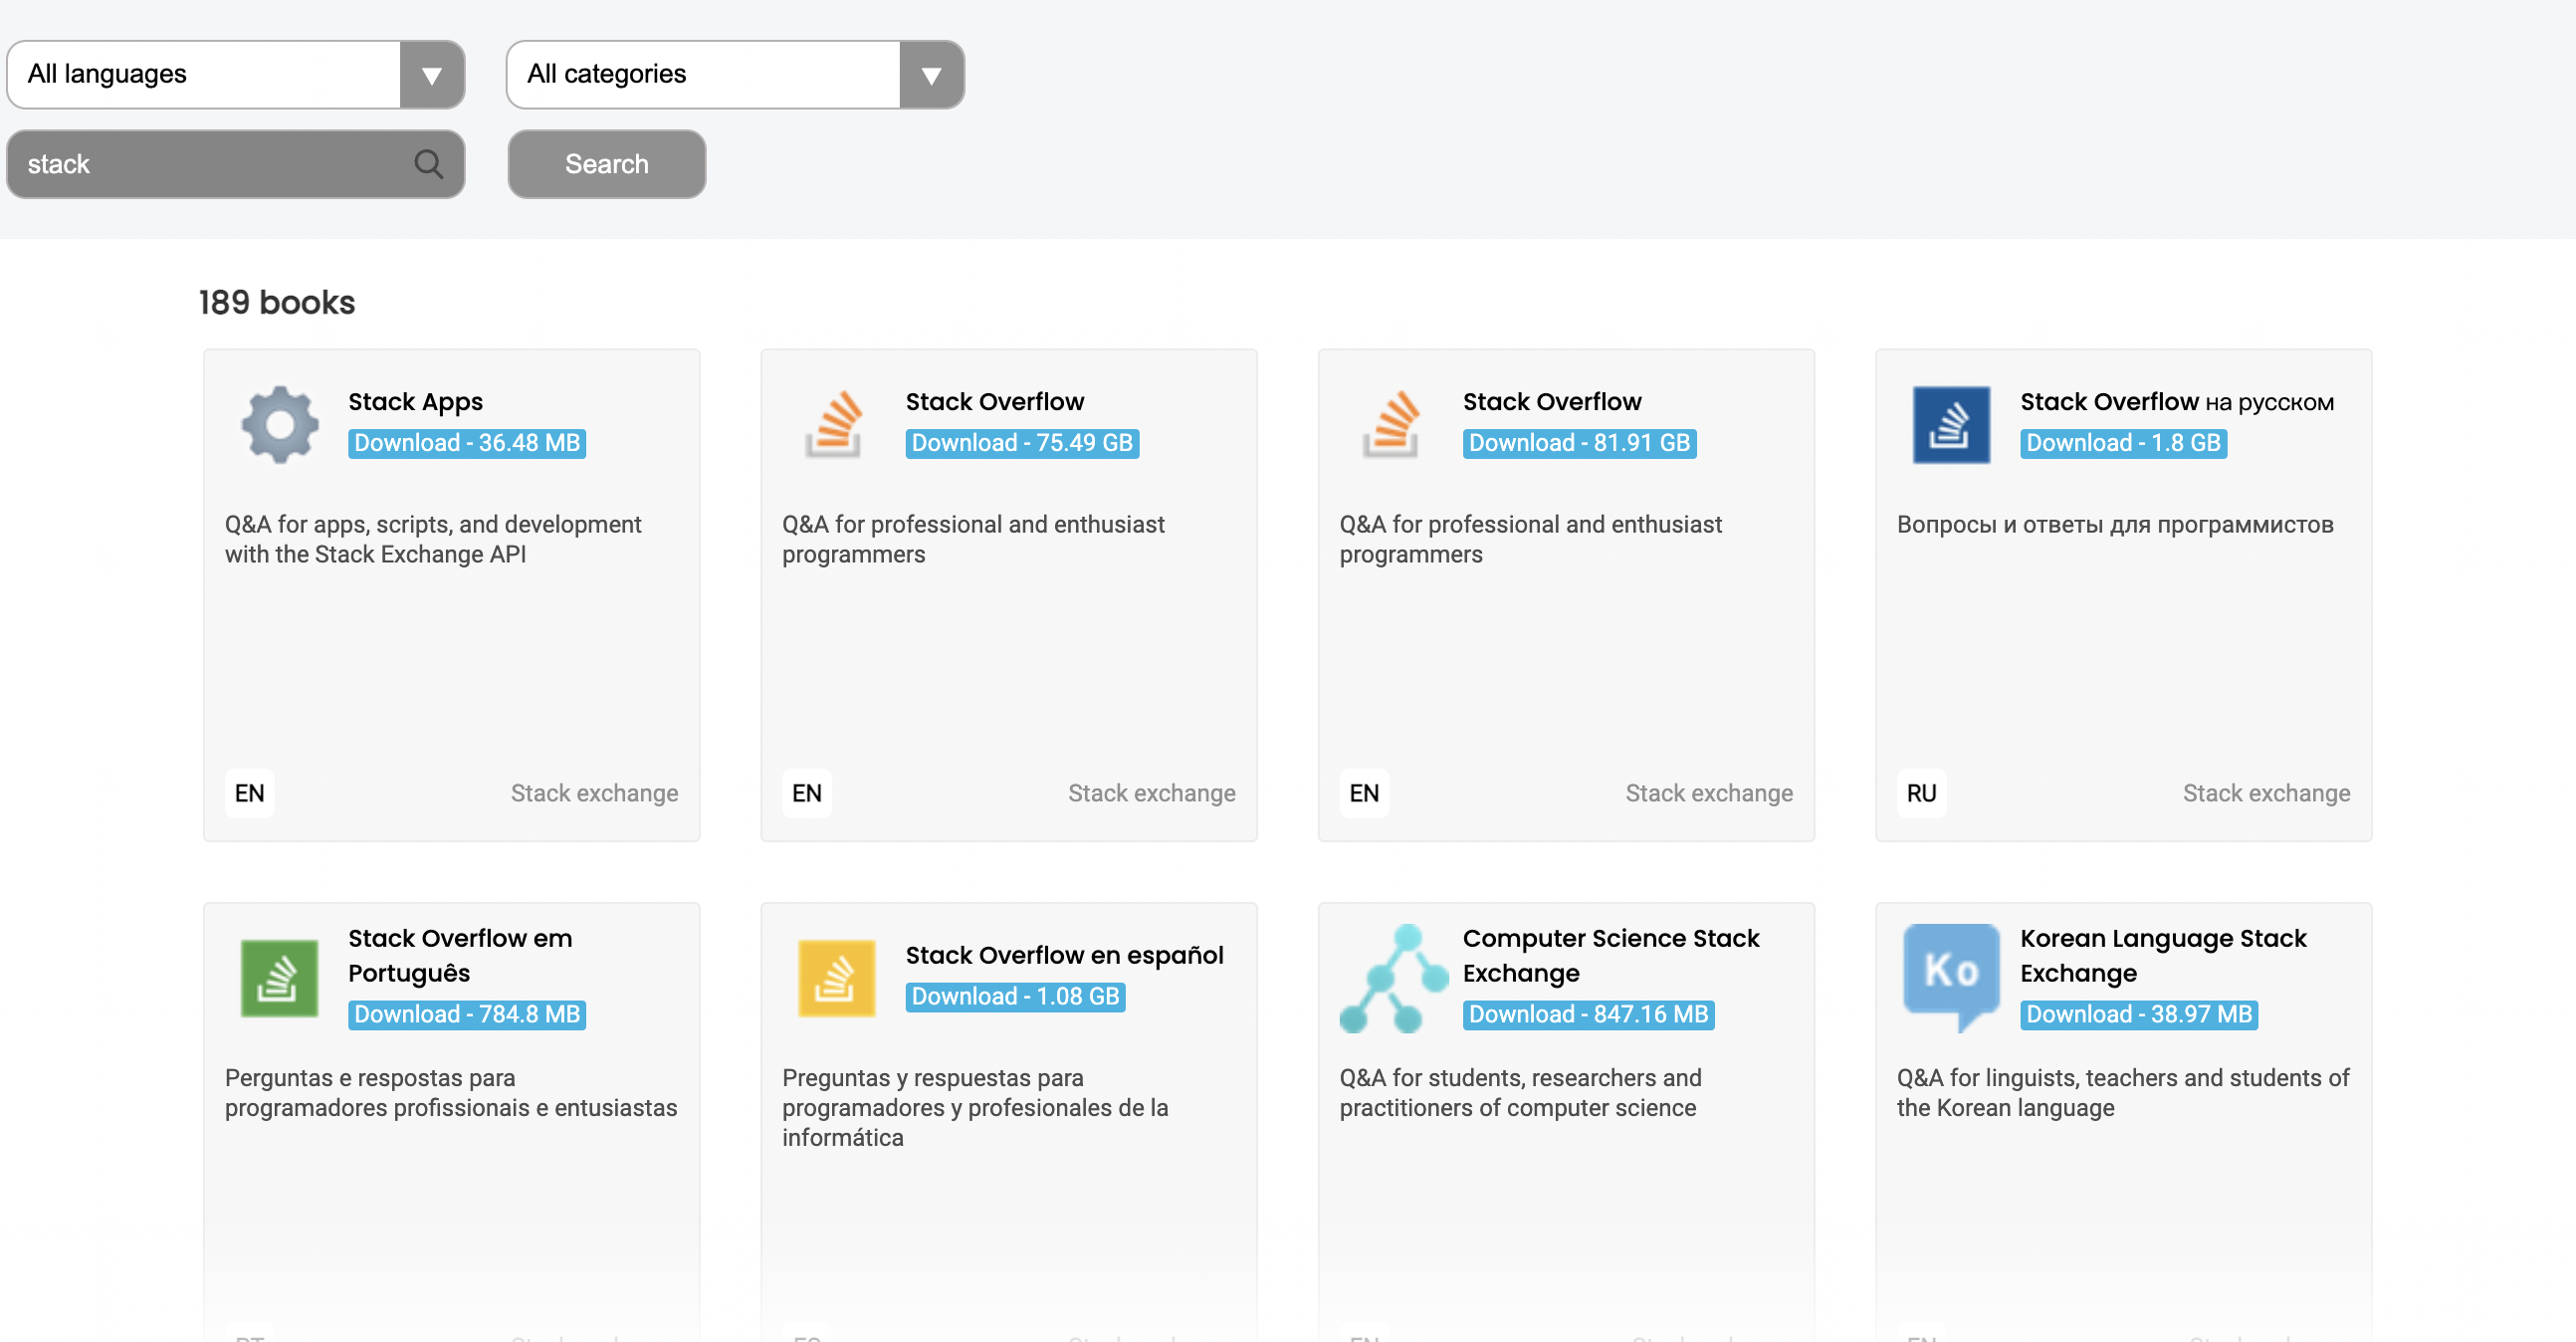 All languages ▼
All categories ▼
stack
Search
189 books
Stack Apps
Download - 36.48 MB
Q&A for apps, scripts, and development
with the Stack Exchange API
EN
Stack exchange
Stack Overflow
Download - 75.49 GB
Q&A for professional and enthusiast
programmers
EN
Stack exchange
Stack Overflow
Download - 81.91 GB
Q&A for professional and enthusiast
programmers
EN
Stack exchange
Stack Overflow на русском
Download - 1.8 GB
Вопросы и ответы для программистов
RU
Stack exchange
Stack Overflow em
Português
Download - 784.8 MB
Perguntas e respostas para
programadores profissionais e entusiastas
Stack Overflow en español
Download - 1.08 GB
Preguntas y respuestas para
programadores y profesionales de la
informática
Computer Science Stack
Exchange
Download - 847.16 MB
Q&A for students, researchers and
practitioners of computer science
Ko
Korean Language Stack
Exchange
Download - 38.97 MB
Q&A for linguists, teachers and students of
the Korean language